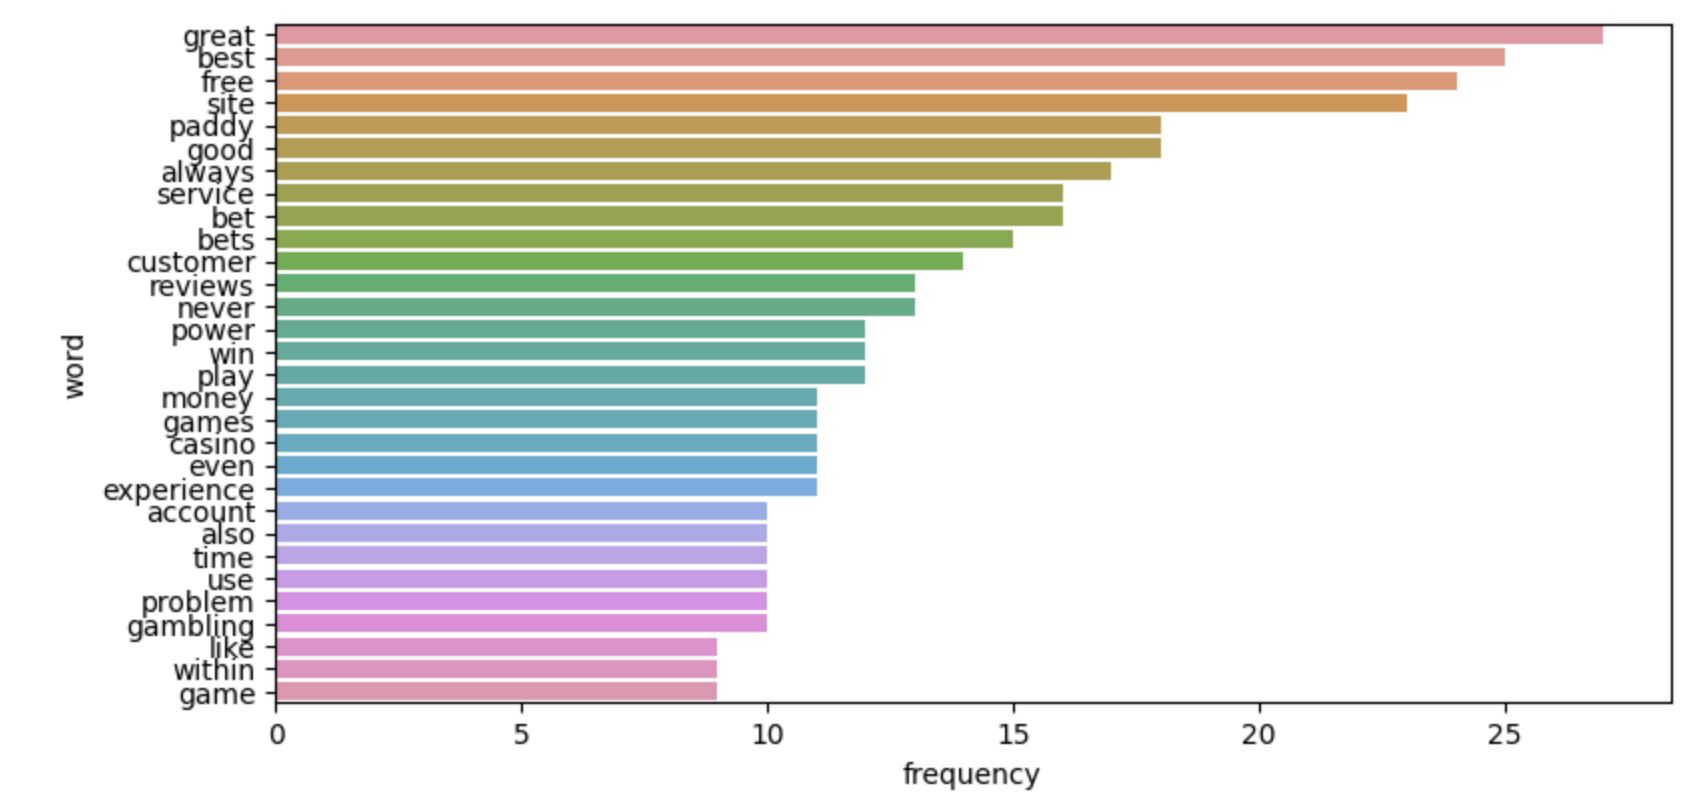 great
best
free
site
paddy
good
always
service
bet
bets
customer
reviews
never
power
win
play
money
games
casino
even
experience
account
also
time
use
problem
gambling
like
within
game
word
0 5 10 15 20 25
frequency